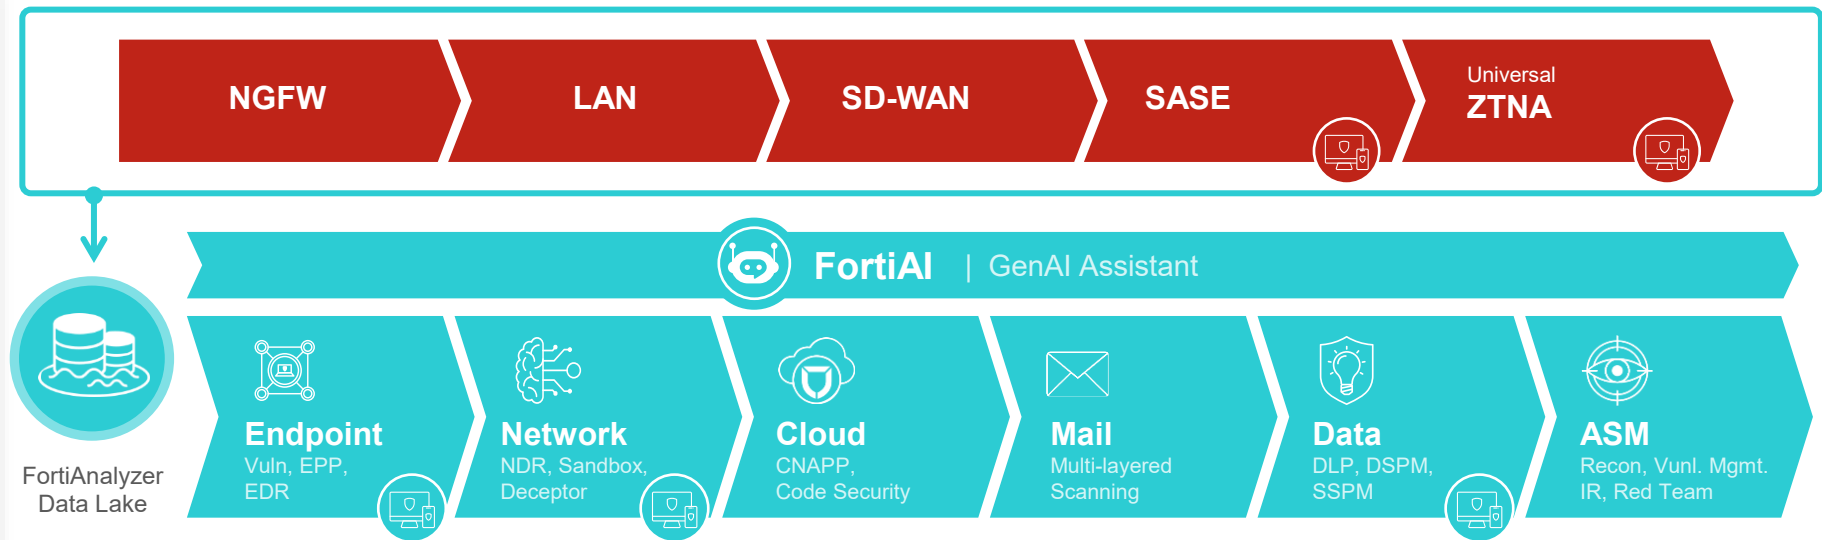 NGFW
LAN
SD-WAN
SASE
Universal
ZTNA
FortiAI | GenAI Assistant
FortiAnalyzer
Data Lake
Endpoint
Vuln, EPP,
EDR
Network
NDR, Sandbox,
Deceptor
Cloud
CNAPP,
Code Security
Mail
Multi-layered
Scanning
Data
DLP, DSPM,
SSPM
ASM
Recon, Vunl. Mgmt.
IR, Red Team